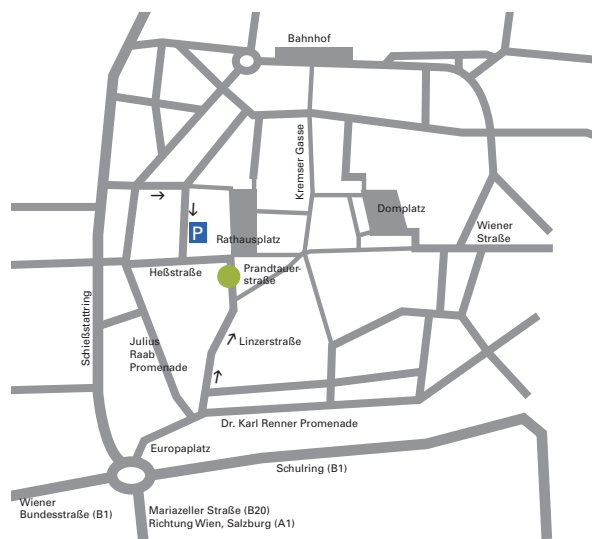 Bahnhof
Kremser Gasse
Domplatz
P
Rathausplatz
Wiener
Straße
Heßstraße
Prandtauer-
straße
Schießstattring
Julius
Raab
Promenade
Linzerstraße
Dr. Karl Renner Promenade
Europaplatz
Schulring (B1)
Wiener
Bundesstraße (B1)
Mariazeller Straße (B20)
Richtung Wien, Salzburg (A1)